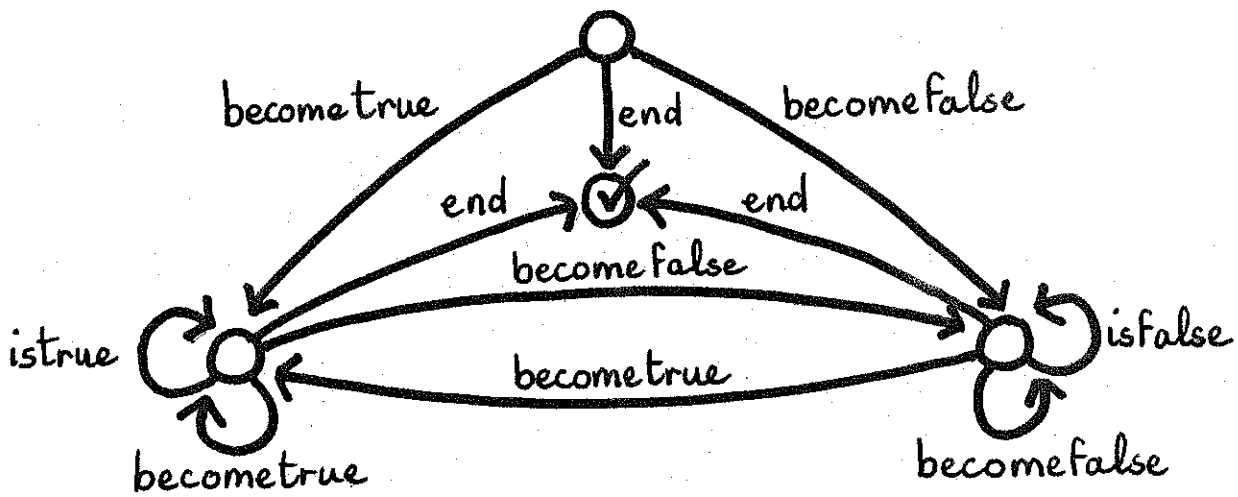 becometrue
end
becomefalse
end
end
becomefalse
istrue
isfalse
becometrue
becometrue
becomefalse